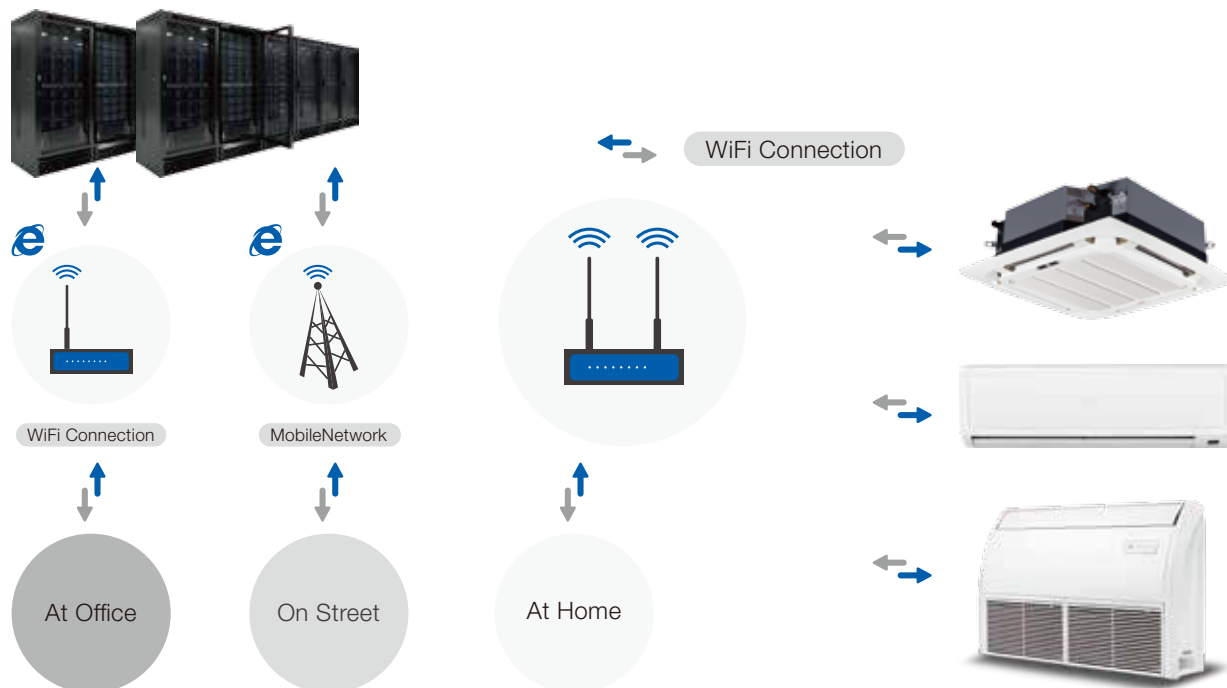 WiFi Connection
WiFi Connection
MobileNetwork
At Office
On Street
At Home